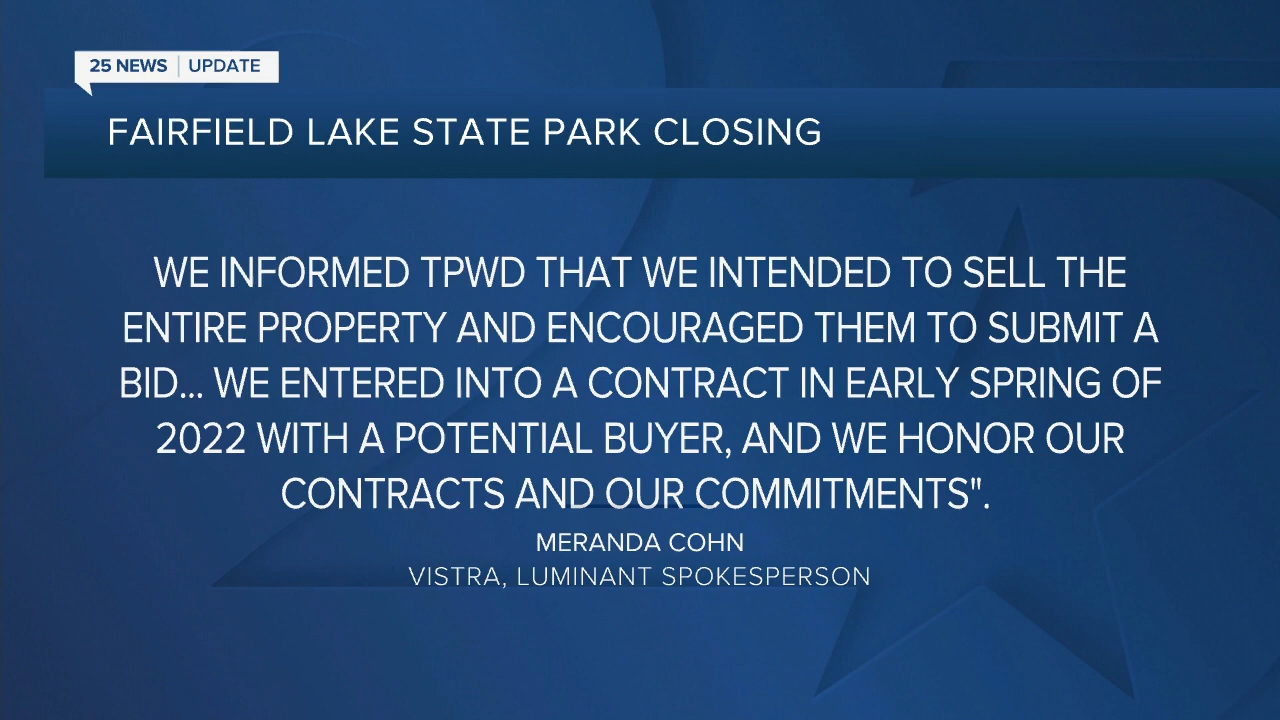 25 NEWS | UPDATE
FAIRFIELD LAKE STATE PARK CLOSING
WE INFORMED TPWD THAT WE INTENDED TO SELL THE
ENTIRE PROPERTY AND ENCOURAGED THEM TO SUBMIT A
BID... WE ENTERED INTO A CONTRACT IN EARLY SPRING OF
2022 WITH A POTENTIAL BUYER, AND WE HONOR OUR
CONTRACTS AND OUR COMMITMENTS".
MERANDA COHN
VISTRA, LUMINANT SPOKESPERSON